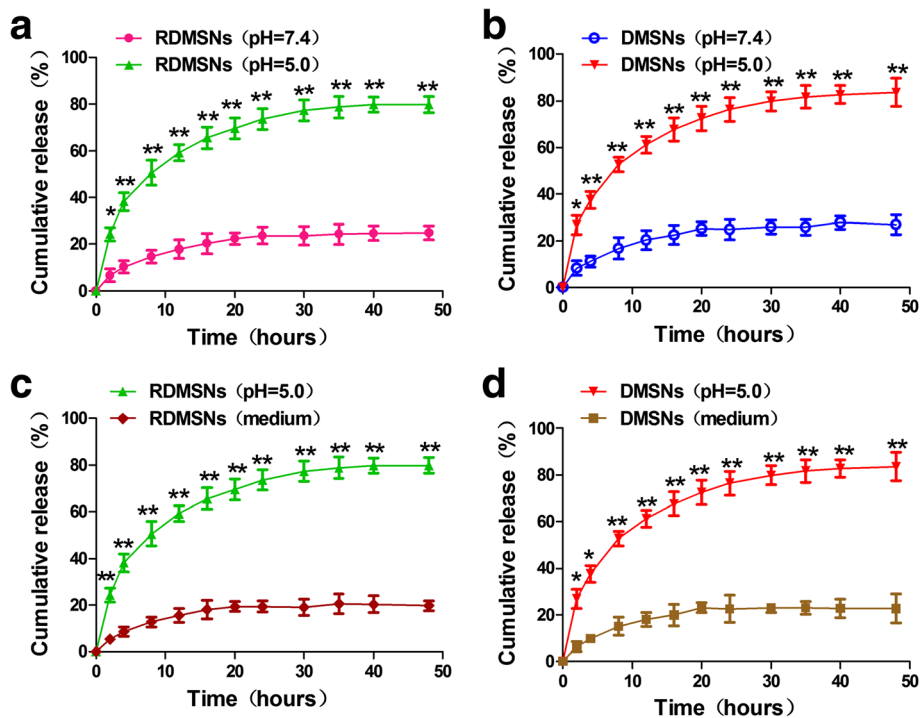 a
RDMSNs (pH=7.4)
RDMSNs (pH=5.0)
Cumulative release (%)
100
80
60
40
20
0
* ** ** ** ** ** ** ** ** ** **
0 10 20 30 40 50
Time (hours)
b
DMSNs (pH=7.4)
DMSNs (pH=5.0)
Cumulative release (%)
100
80
60
40
20
0
* ** ** ** ** ** ** ** ** ** **
0 10 20 30 40 50
Time (hours)
c
RDMSNs (pH=5.0)
RDMSNs (medium)
Cumulative release (%)
100
80
60
40
20
0
** ** ** ** ** ** ** ** ** ** **
0 10 20 30 40 50
Time (hours)
d
DMSNs (pH=5.0)
DMSNs (medium)
Cumulative release (%)
100
80
60
40
20
0
* * ** ** ** ** ** ** ** ** **
0 10 20 30 40 50
Time (hours)